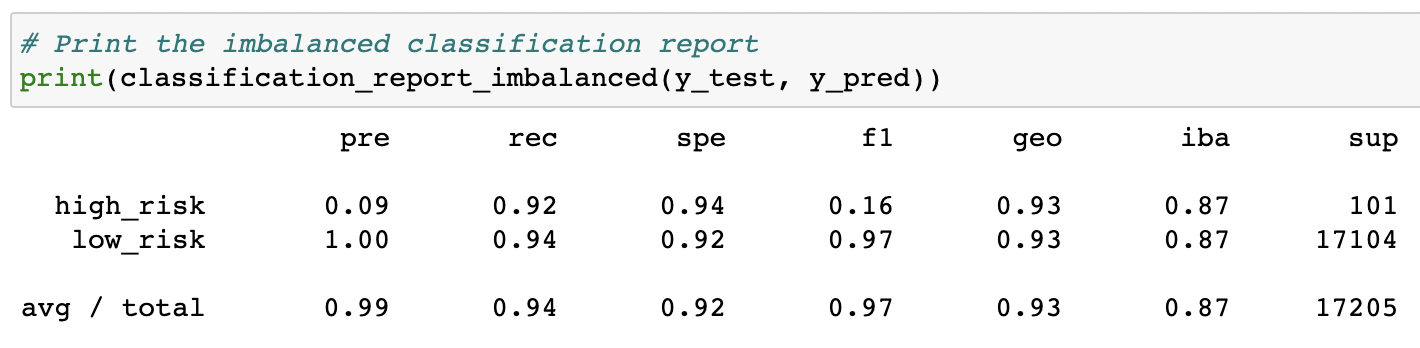 # Print the imbalanced classification report
print(classification_report_imbalanced(y_test, y_pred))
pre rec spe f1 geo iba sup
high_risk 0.09 0.92 0.94 0.16 0.93 0.87 101
low_risk 1.00 0.94 0.92 0.97 0.93 0.87 17104
avg / total 0.99 0.94 0.92 0.97 0.93 0.87 17205